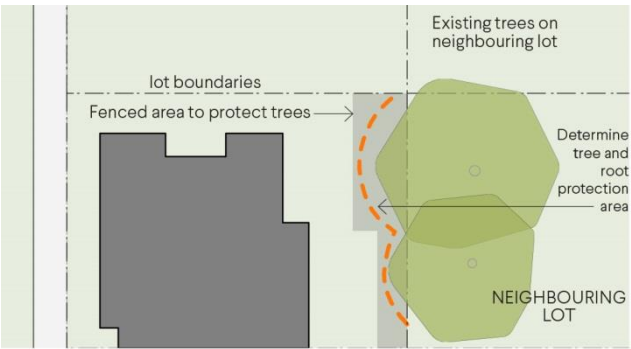 Existing trees on
neighbouring lot
lot boundaries
Fenced area to protect trees
Determine
tree and
root
protection
area
NEIGHBOURING
LOT